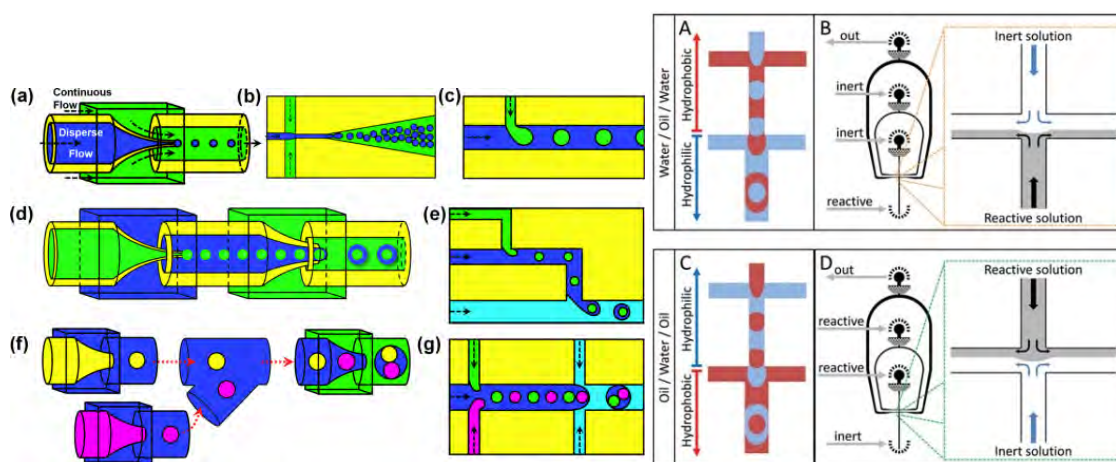 (a)
Continuous
Flow
Disperse
Flow
(b)
(c)
(d)
(e)
(f)
(g)
Water / Oil / Water
A
Hydrophobic
Hydrophilic
B
out
inert
inert
reactive
Inert solution
Reactive solution
Oil / Water / Oil
C
Hydrophilic
Hydrophobic
D
out
reactive
reactive
inert
Reactive solution
Inert solution